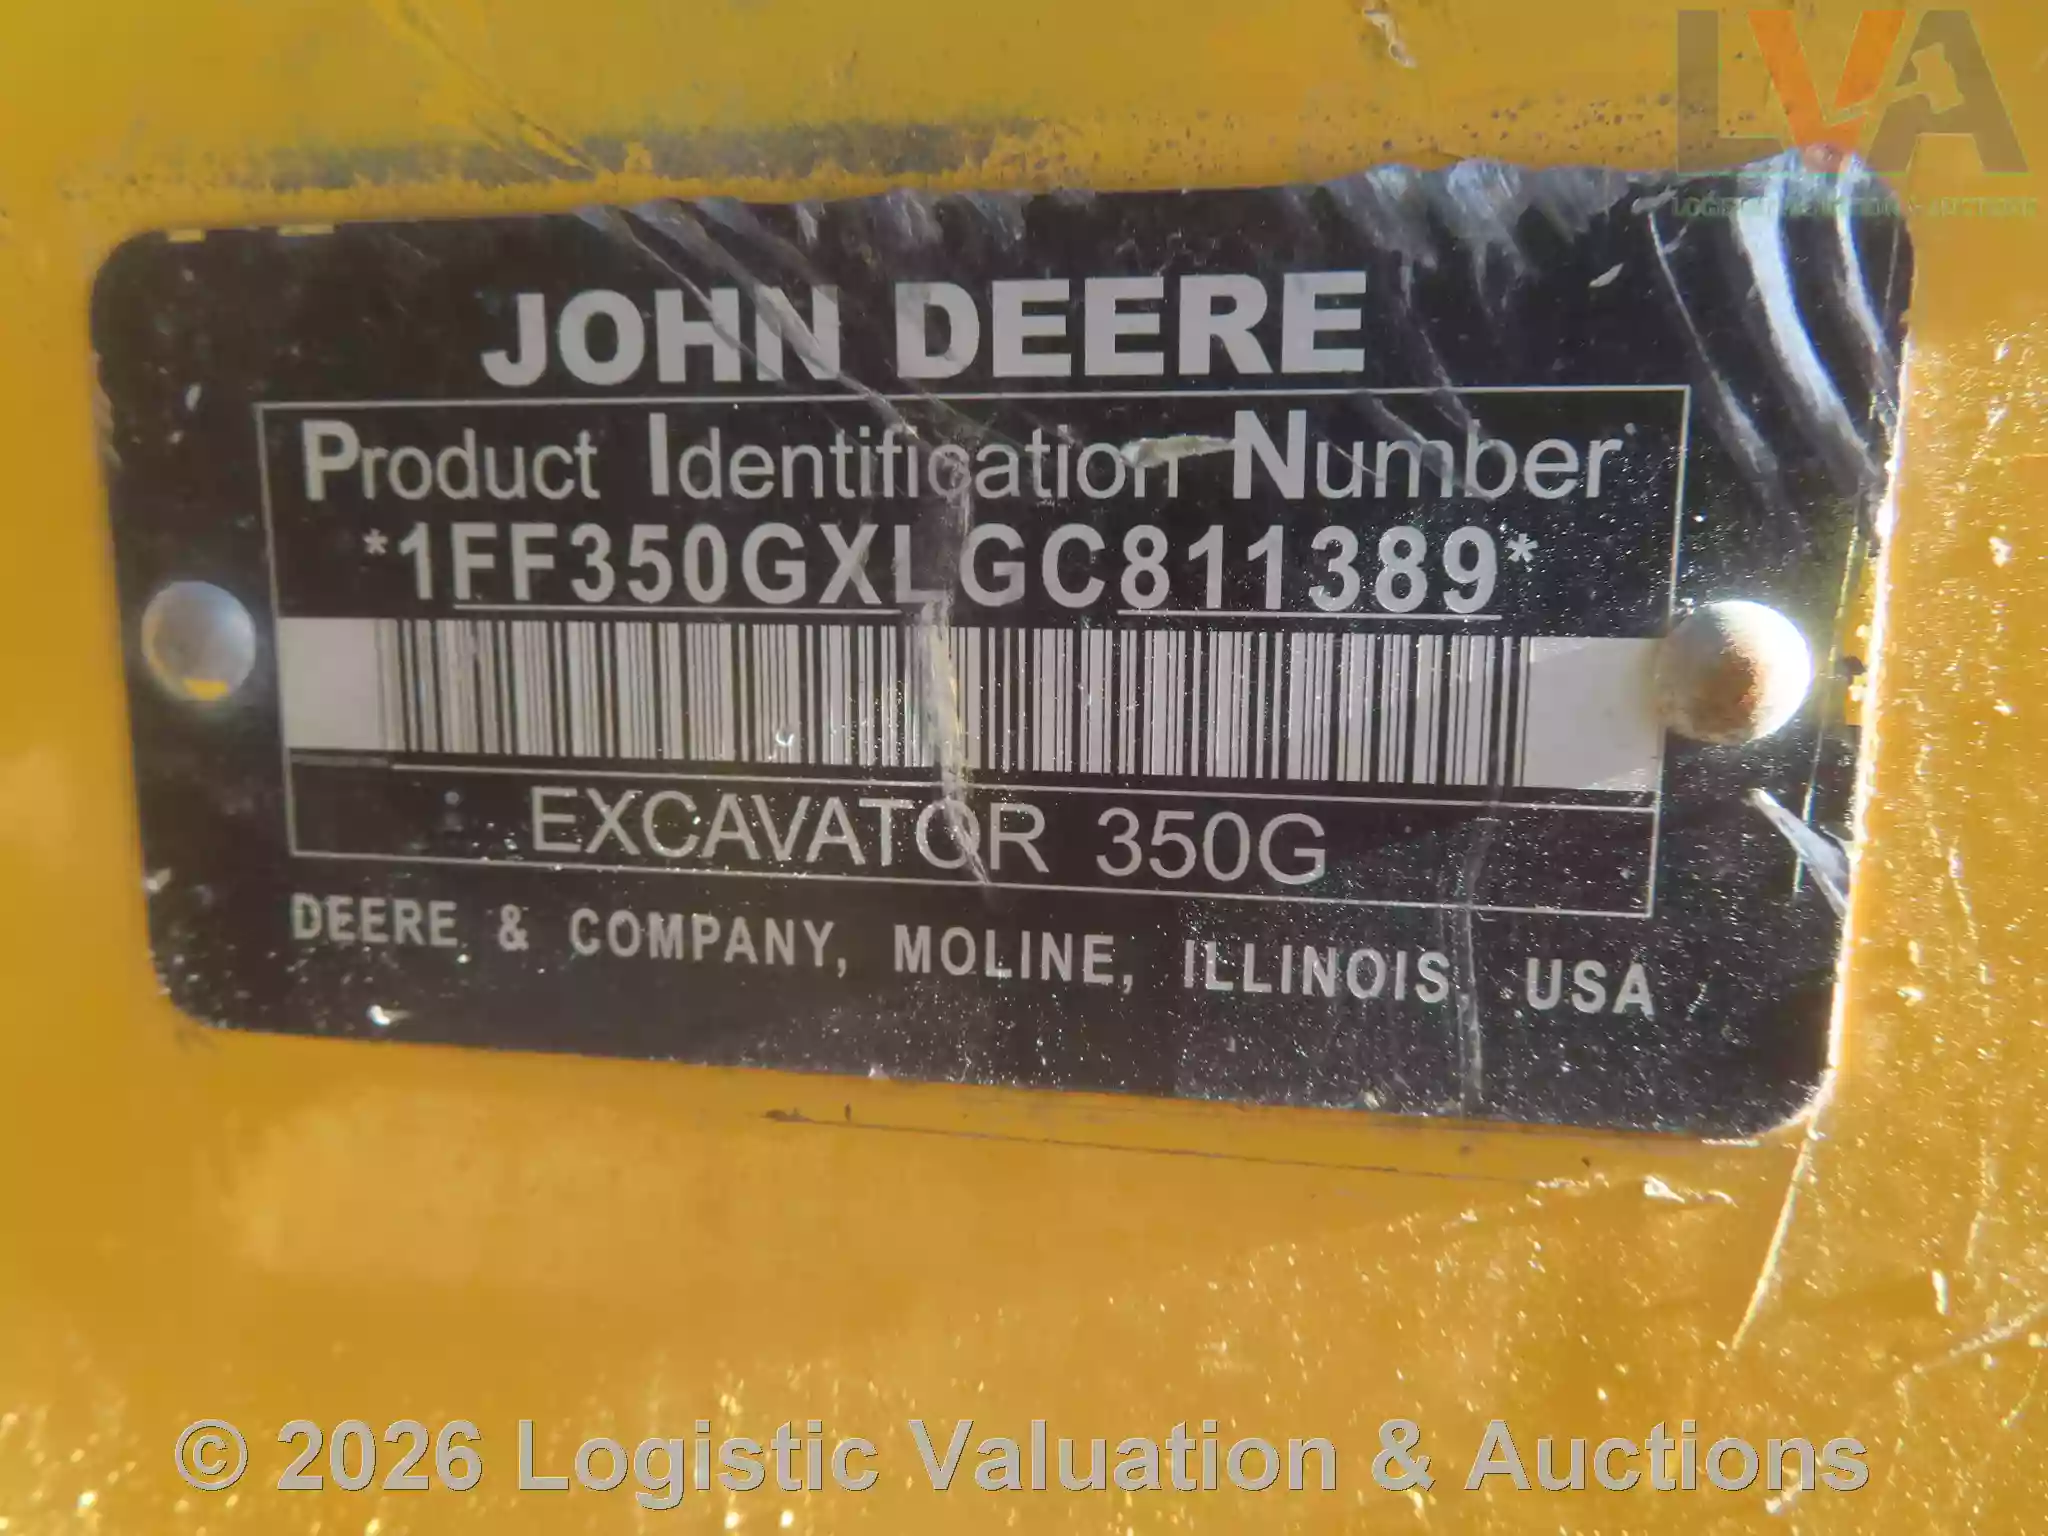 LVA
JOHN DEERE
Product Identification Number
*1FF350GXLGC811389*
EXCAVATOR 350G
DEERE & COMPANY, MOLINE, ILLINOIS, USA
© 2026 Logistic Valuation & Auctions